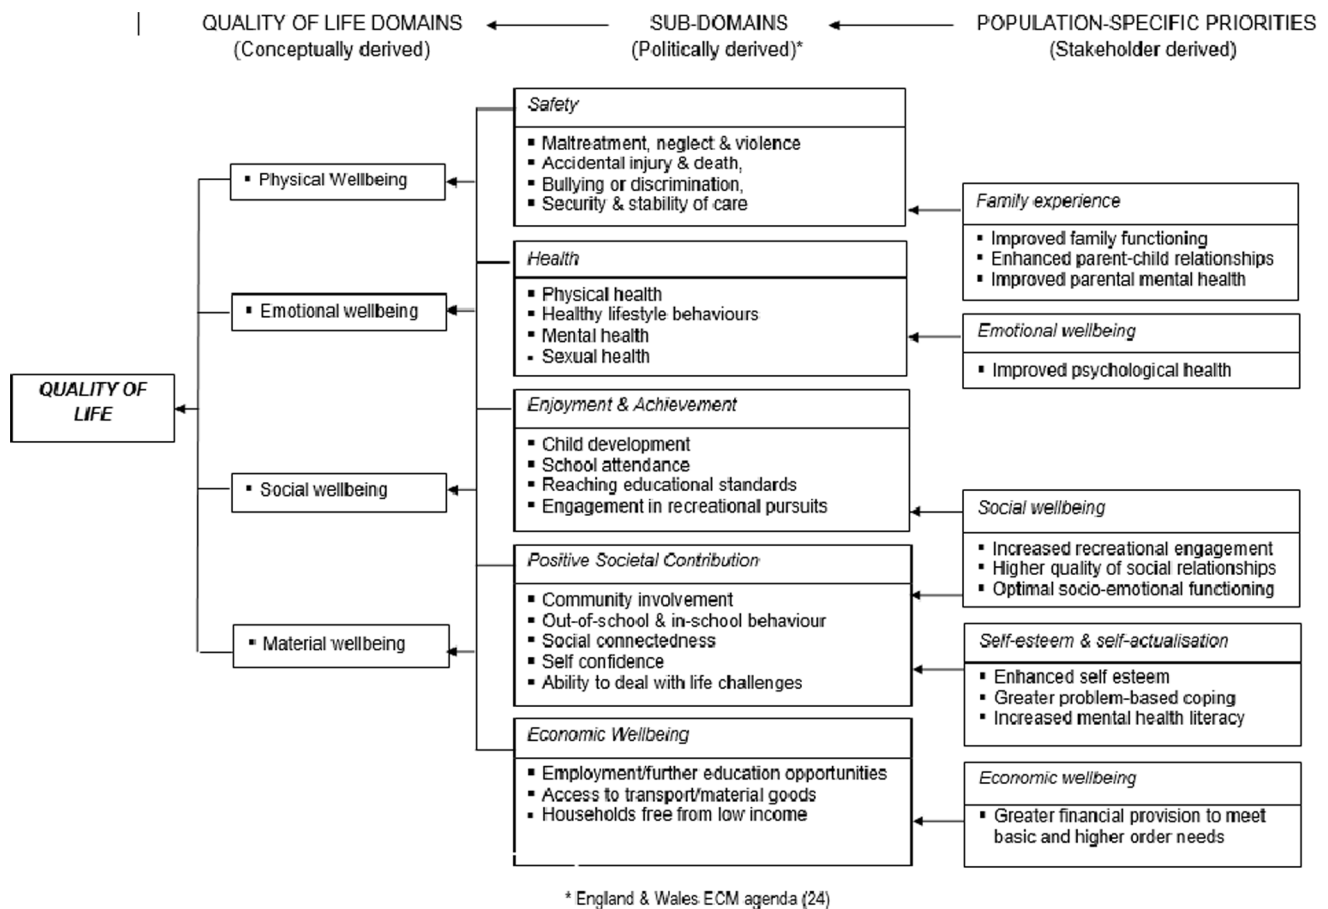 QUALITY OF LIFE DOMAINS
(Conceptually derived)
SUB-DOMAINS
(Politically derived)*
POPULATION-SPECIFIC PRIORITIES
(Stakeholder derived)
QUALITY OF
LIFE
▪ Physical Wellbeing
▪ Emotional wellbeing
▪ Social wellbeing
▪ Material wellbeing
Safety
▪ Maltreatment, neglect & violence
▪ Accidental injury & death,
▪ Bullying or discrimination,
▪ Security & stability of care
Health
▪ Physical health
▪ Healthy lifestyle behaviours
▪ Mental health
▪ Sexual health
Enjoyment & Achievement
▪ Child development
▪ School attendance
▪ Reaching educational standards
▪ Engagement in recreational pursuits
Positive Societal Contribution
▪ Community involvement
▪ Out-of-school & in-school behaviour
▪ Social connectedness
▪ Self confidence
▪ Ability to deal with life challenges
Economic Wellbeing
▪ Employment/further education opportunities
▪ Access to transport/material goods
▪ Households free from low income
Family experience
▪ Improved family functioning
▪ Enhanced parent-child relationships
▪ Improved parental mental health
Emotional wellbeing
▪ Improved psychological health
Social wellbeing
▪ Increased recreational engagement
▪ Higher quality of social relationships
▪ Optimal socio-emotional functioning
Self-esteem & self-actualisation
▪ Enhanced self esteem
▪ Greater problem-based coping
▪ Increased mental health literacy
Economic wellbeing
▪ Greater financial provision to meet
basic and higher order needs
* England & Wales ECM agenda (24)